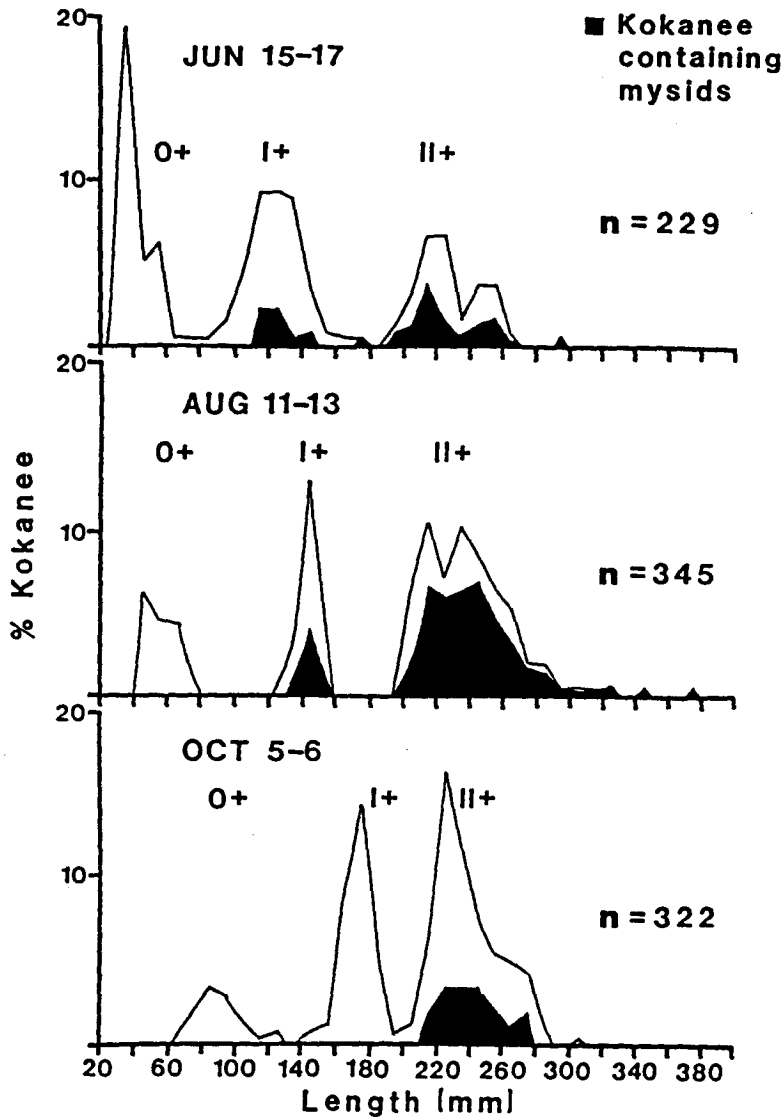 20
JUN 15–17
■ Kokanee
containing
mysids
O+ I+ II+
10
n = 229
20
AUG 11–13
O+ I+ II+
10
n = 345
% Kokanee
20
OCT 5–6
O+ I+ II+
10
n = 322
20 60 100 140 180 220 260 300 340 380
Length (mm)